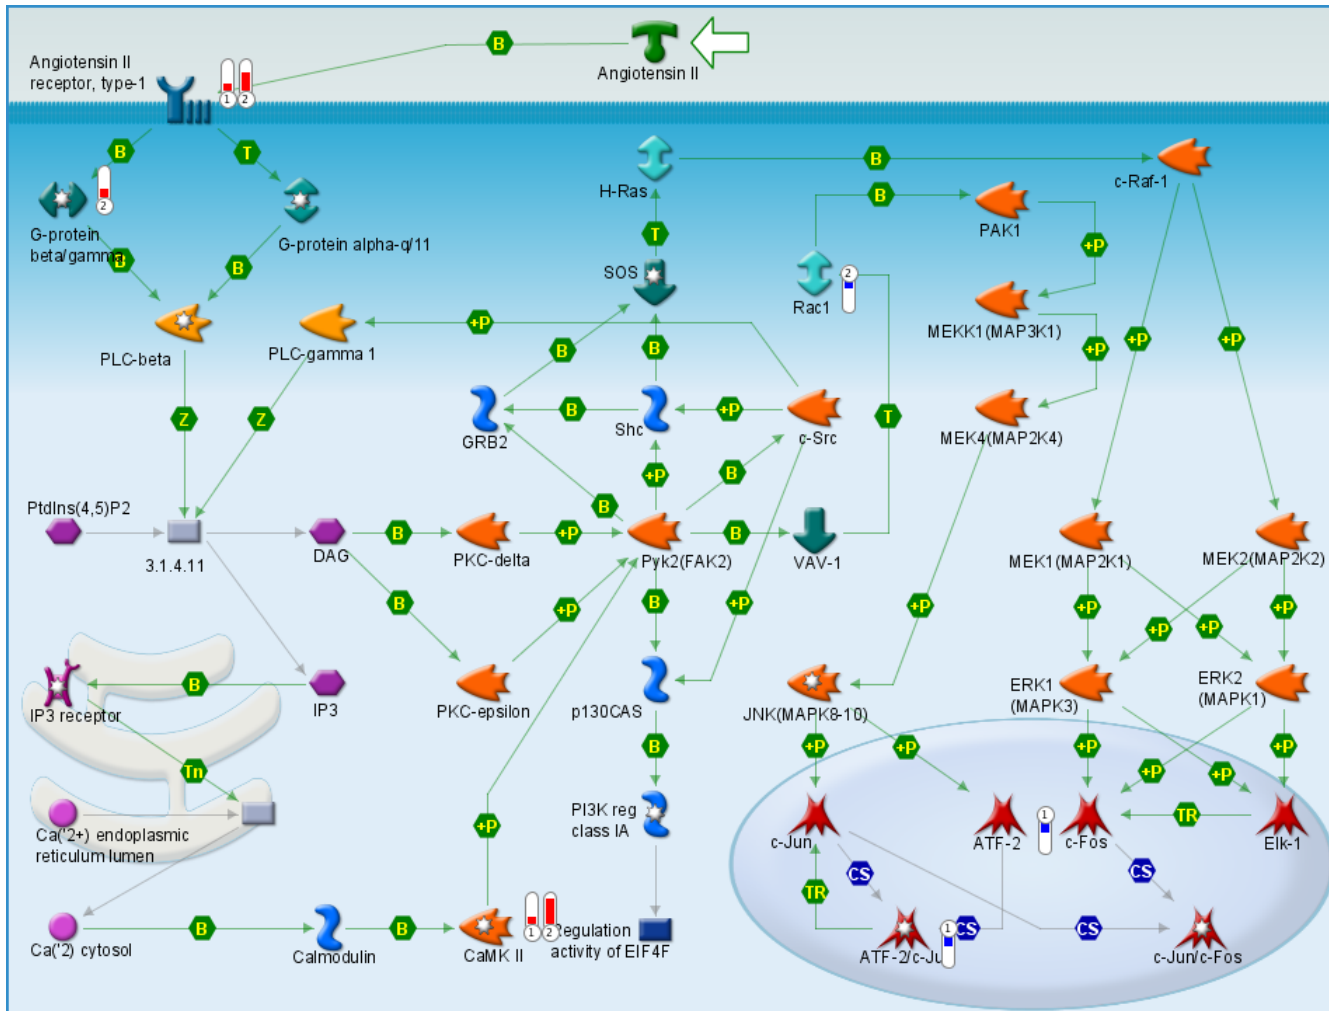 B
Angiotensin II
Angiotensin II
receptor, type-1
1
2
B
T
2
H-Ras
B
c-Raf-1
B
PAK1
G-protein
beta/gamma
G-protein alpha-q/11
T
+P
B
B
SOS
2
Rac1
MEKK1(MAP3K1)
PLC-beta
PLC-gamma 1
+P
B
B
+P
+P
+P
Z
Z
GRB2
B
Shc
+P
c-Src
T
MEK4(MAP2K4)
+P
B
B
PtdIns(4,5)P2
3.1.4.11
DAG
B
PKC-delta
+P
Pyk2(FAK2)
B
VAV-1
MEK1(MAP2K1)
MEK2(MAP2K2)
B
+P
B
+P
+P
+P
+P
+P
+P
IP3 receptor
B
IP3
PKC-epsilon
p130CAS
JNK(MAPK8-10)
ERK1
(MAPK3)
ERK2
(MAPK1)
Tn
B
+P
+P
+P
+P
+P
+P
Ca('2+) endoplasmic
reticulum lumen
+P
PI3K reg
class IA
c-Jun
ATF-2
1
c-Fos
TR
Elk-1
CS
TR
CS
Ca('2) cytosol
B
Calmodulin
B
CaMK II
1
2
Regulation
activity of EIF4F
ATF-2/c-Ju
1
CS
CS
c-Jun/c-Fos